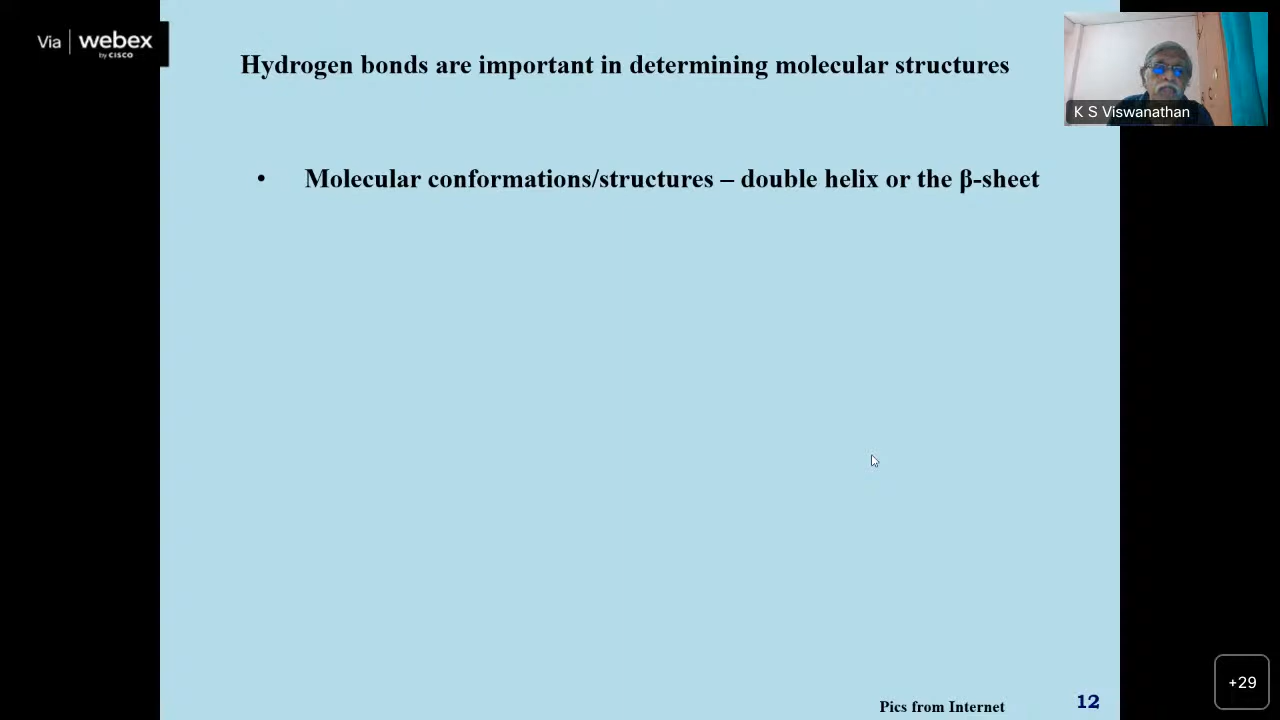 Via webex
by CISCO
Hydrogen bonds are important in determining molecular structures
K S Viswanathan
• Molecular conformations/structures – double helix or the β-sheet
+29
Pics from Internet
12